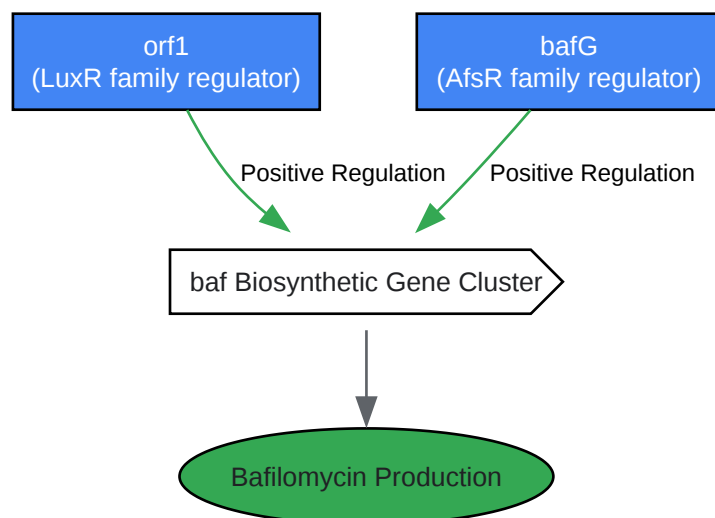 orf1
(LuxR family regulator)
bafG
(AfsR family regulator)
Positive Regulation
Positive Regulation
baf Biosynthetic Gene Cluster
Bafilomycin Production